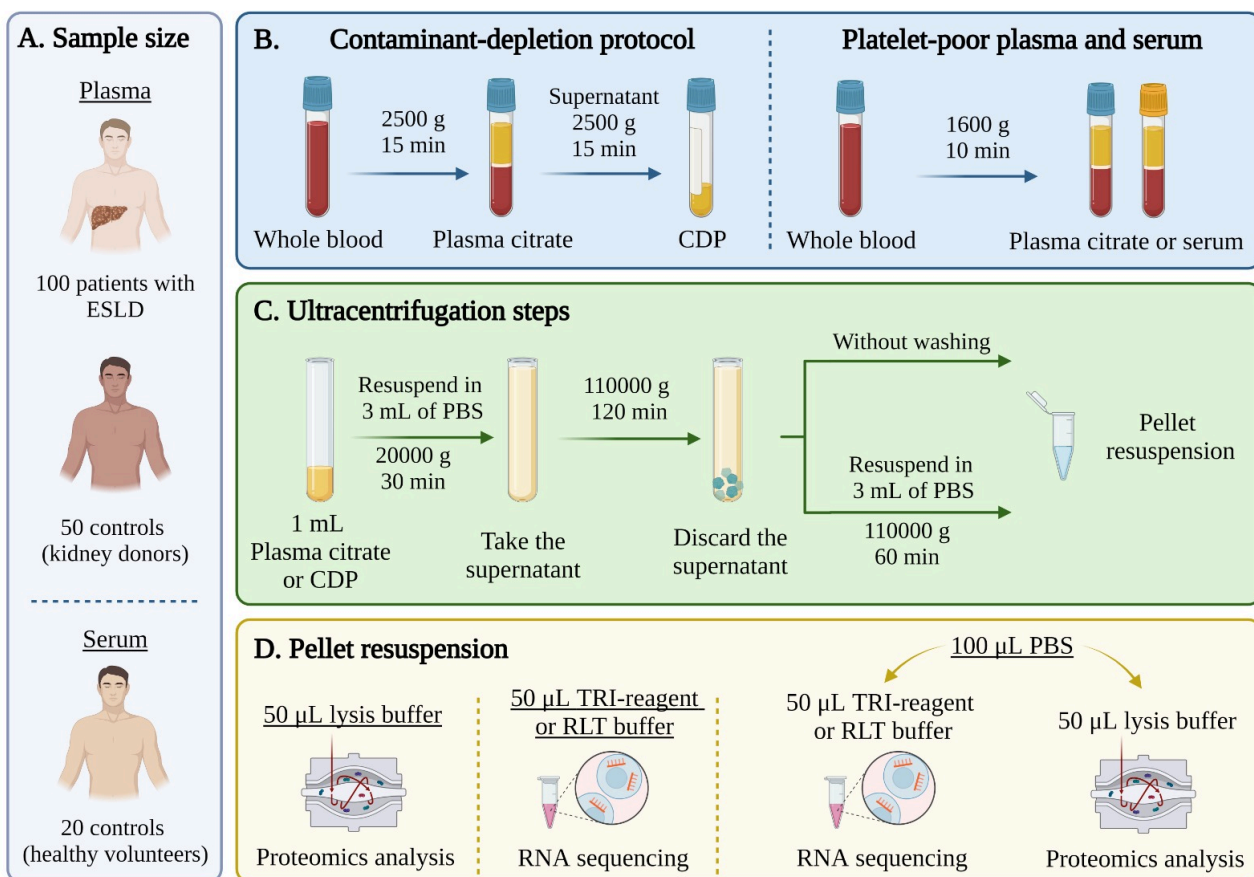 A. Sample size
Plasma
100 patients with
ESLD
50 controls
(kidney donors)
Serum
20 controls
(healthy volunteers)
B. Contaminant-depletion protocol
2500 g
15 min
Supernatant
2500 g
15 min
Whole blood
Plasma citrate
CDP
Platelet-poor plasma and serum
1600 g
10 min
Whole blood
Plasma citrate or serum
C. Ultracentrifugation steps
Resuspend in
3 mL of PBS
20000 g
30 min
110000 g
120 min
1 mL
Plasma citrate
or CDP
Take the
supernatant
Discard the
supernatant
Without washing
Resuspend in
3 mL of PBS
110000 g
60 min
Pellet
resuspension
D. Pellet resuspension
50 μL lysis buffer
Proteomics analysis
50 μL TRI-reagent
or RLT buffer
RNA sequencing
100 μL PBS
50 μL TRI-reagent
or RLT buffer
RNA sequencing
50 μL lysis buffer
Proteomics analysis